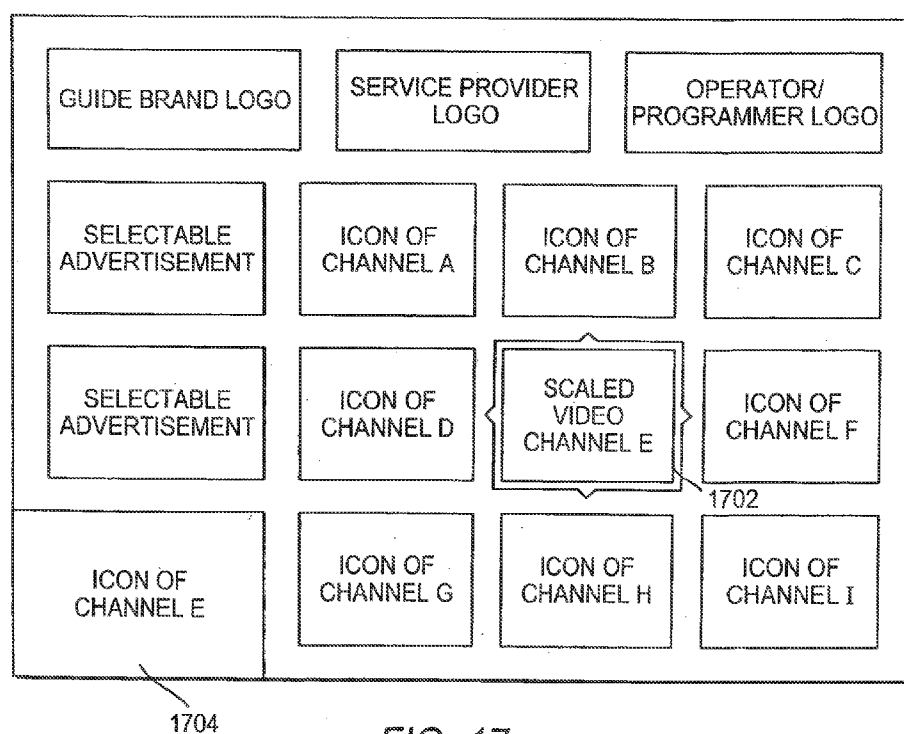 GUIDE BRAND LOGO
SERVICE PROVIDER
LOGO
OPERATOR/
PROGRAMMER LOGO
SELECTABLE
ADVERTISEMENT
ICON OF
CHANNEL A
ICON OF
CHANNEL B
ICON OF
CHANNEL C
SELECTABLE
ADVERTISEMENT
ICON OF
CHANNEL D
SCALED
VIDEO
CHANNEL E
ICON OF
CHANNEL F
1702
ICON OF
CHANNEL E
ICON OF
CHANNEL G
ICON OF
CHANNEL H
ICON OF
CHANNEL I
1704
FIG. 17